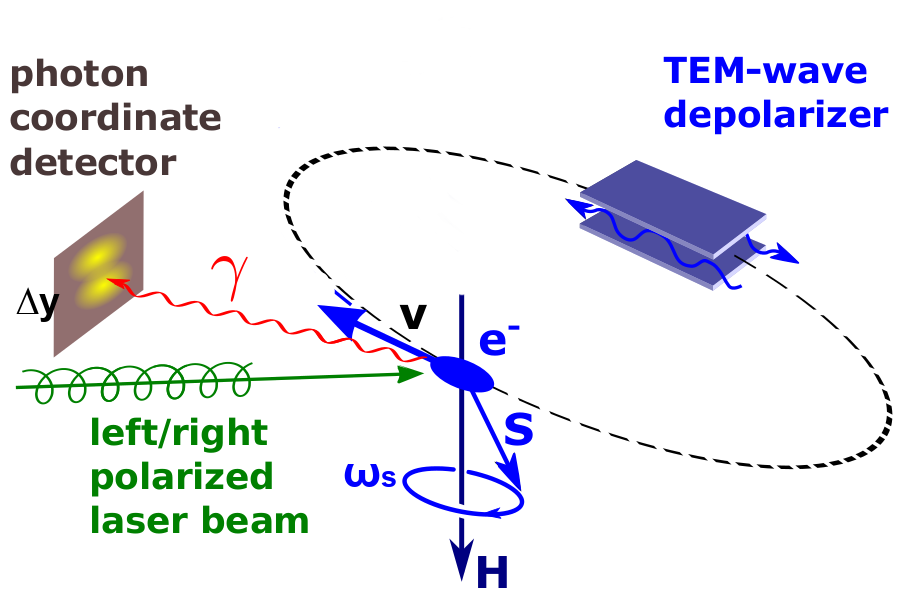 photon
coordinate
detector
TEM-wave
depolarizer
γ
Δy
v
e-
S
ωs
left/right
polarized
laser beam
H